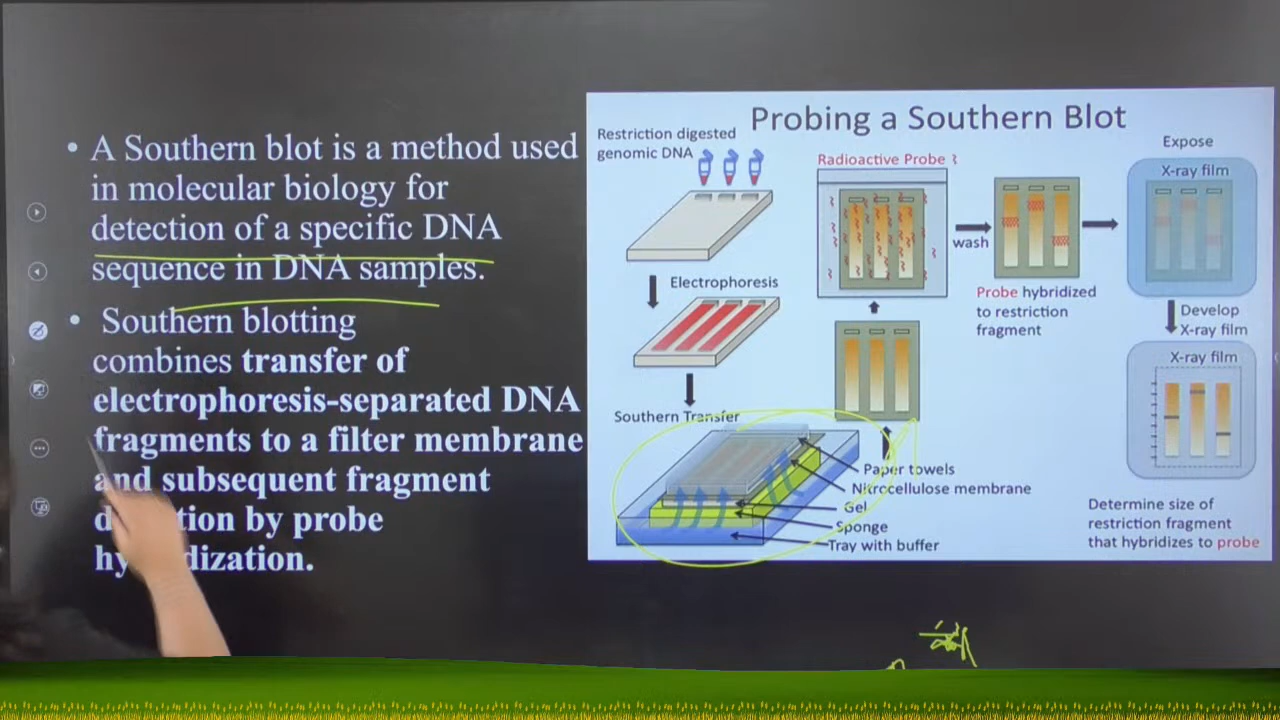 • A Southern blot is a method used
in molecular biology for
detection of a specific DNA
sequence in DNA samples.
• Southern blotting
combines transfer of
electrophoresis-separated DNA
fragments to a filter membrane
and subsequent fragment
by probe
Probing a Southern Blot
Restriction digested
genomic DNA
Electrophoresis
Southern Transfer
Paper towels
Nitrocellulose membrane
Gel
Sponge
Tray with buffer
Radioactive Probe
wash
Probe hybridized
to restriction
fragment
Expose
X-ray film
Develop
X-ray film
X-ray film
Determine size of
restriction fragment
that hybridizes to probe